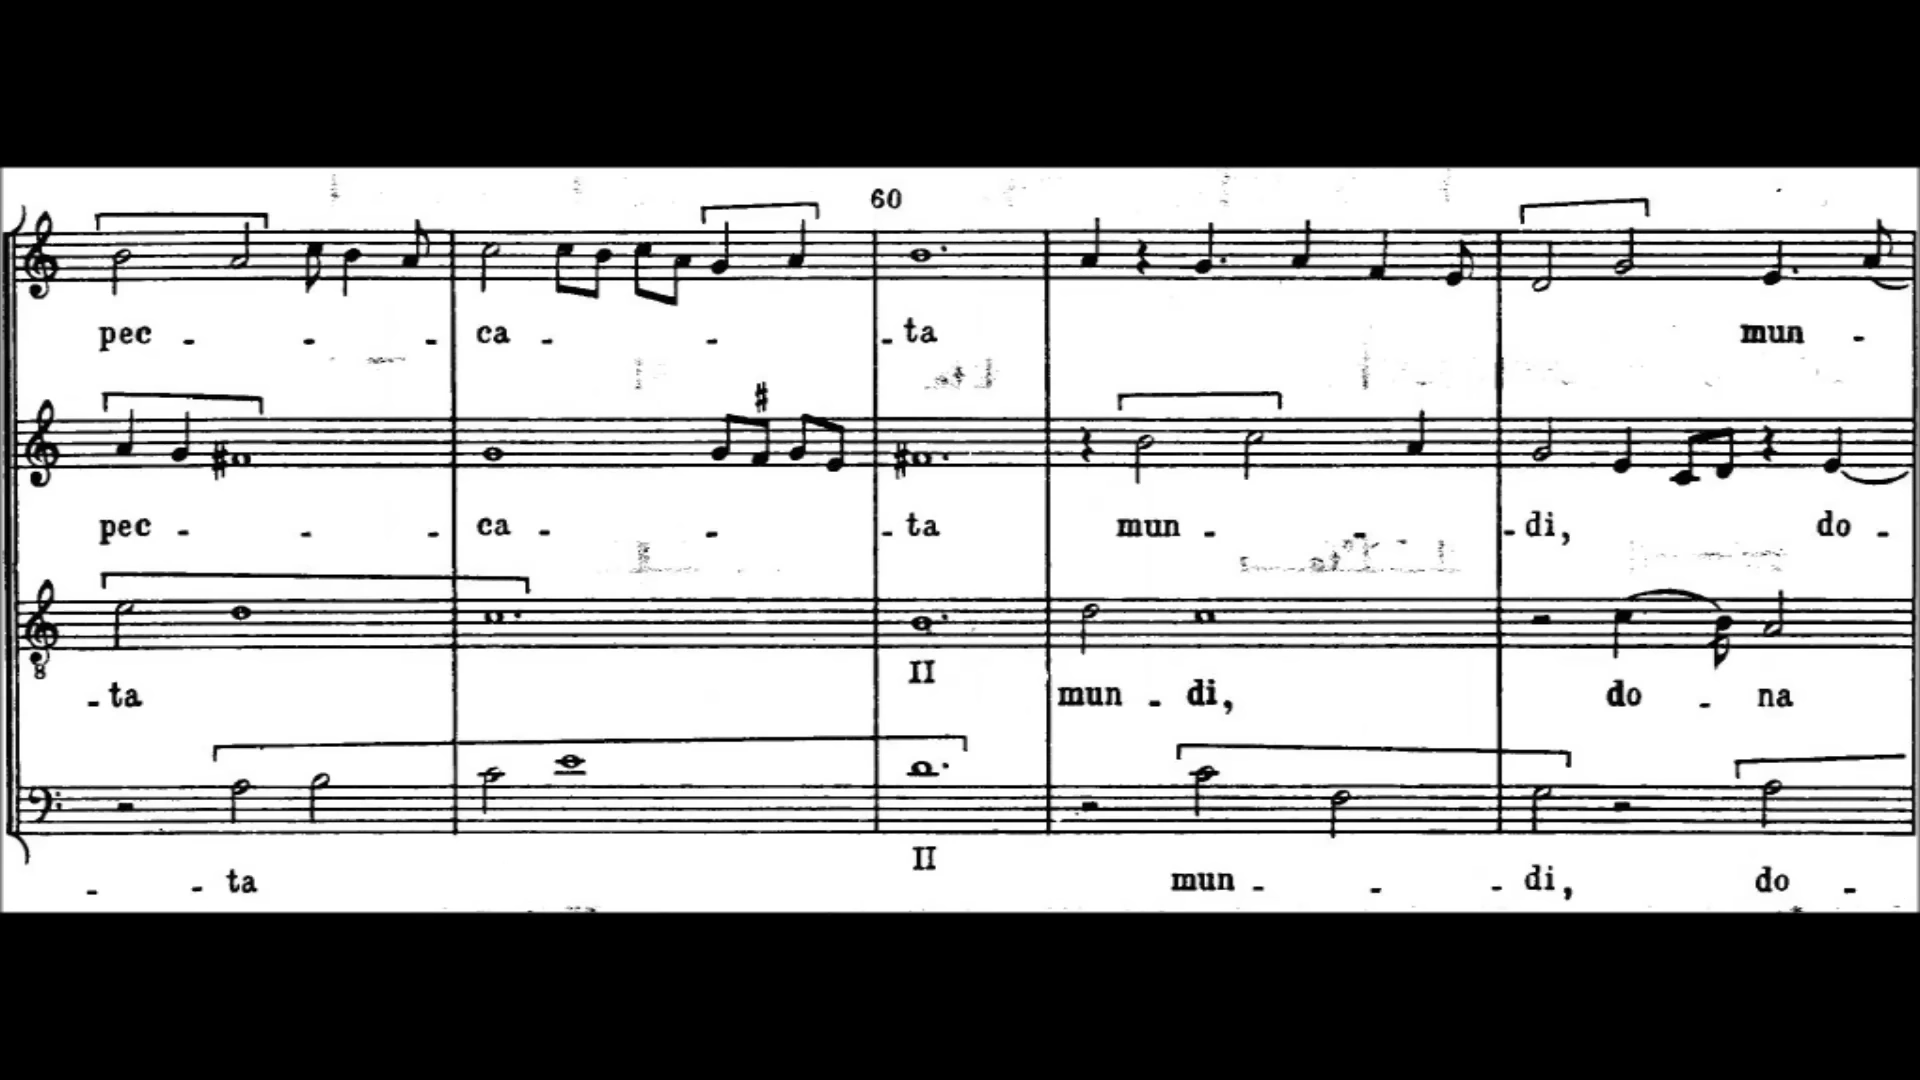 60
pec - - - ca - - - ta mun -
pec - - - ca - - - ta mun - - - di, do -
8
II
- ta mun - di, do - na
II
- - ta mun - - - di, do -